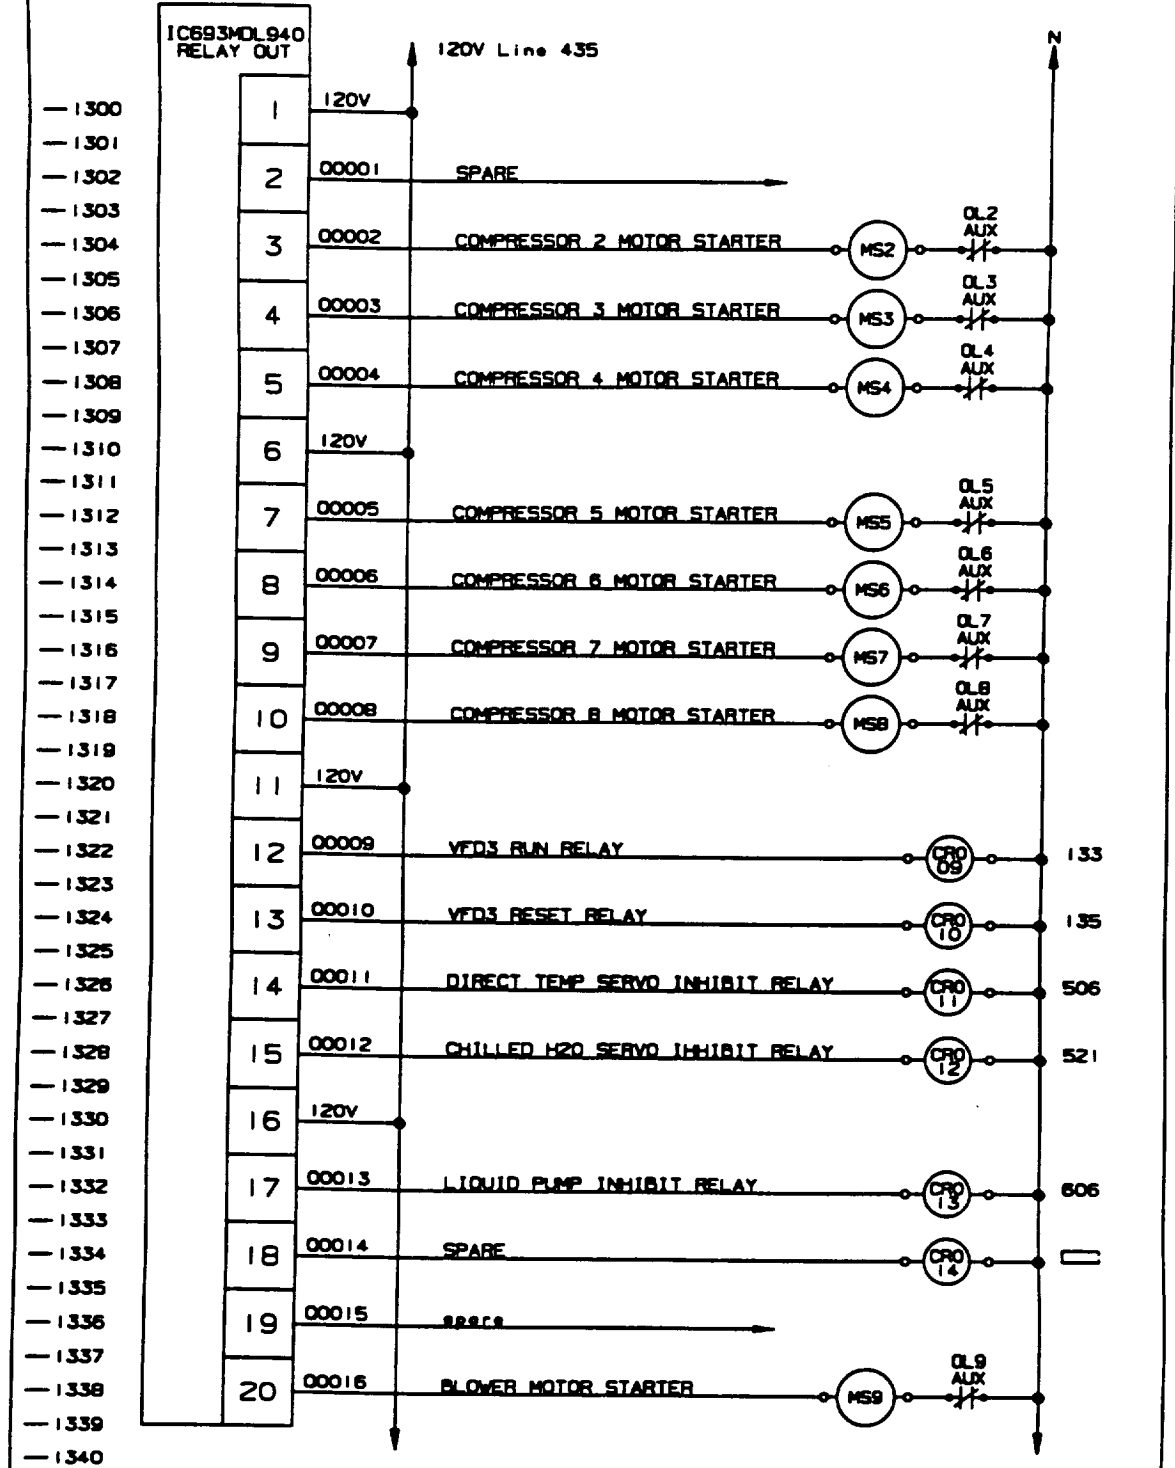 IC693MDL940
RELAY OUT
120V Line 435
N
1300
1 120V
1301
1302
2 00001 SPARE
1303
OL2
AUX
1304
3 00002 COMPRESSOR 2 MOTOR STARTER MS2
1305
OL3
AUX
1306
4 00003 COMPRESSOR 3 MOTOR STARTER MS3
1307
OL4
AUX
1308
5 00004 COMPRESSOR 4 MOTOR STARTER MS4
1309
1310
6 120V
1311
OL5
AUX
1312
7 00005 COMPRESSOR 5 MOTOR STARTER MS5
1313
OL6
AUX
1314
8 00006 COMPRESSOR 6 MOTOR STARTER MS6
1315
OL7
AUX
1316
9 00007 COMPRESSOR 7 MOTOR STARTER MS7
1317
OL8
AUX
1318
10 00008 COMPRESSOR 8 MOTOR STARTER MS8
1319
1320
11 120V
1321
1322
12 00009 VFD3 RUN RELAY CRO 09 133
1323
1324
13 00010 VFD3 RESET RELAY CRO 10 135
1325
1326
14 00011 DIRECT TEMP SERVO INHIBIT RELAY CRO 11 506
1327
1328
15 00012 CHILLED H2O SERVO IHHIBIT RELAY CRO 12 521
1329
1330
16 120V
1331
1332
17 00013 LIQUID PUMP INHIBIT RELAY CRO 13 606
1333
1334
18 00014 SPARE CRO 14
1335
1336
19 00015 spare
1337
OL9
AUX
1338
20 00016 BLOWER MOTOR STARTER MS9
1339
1340